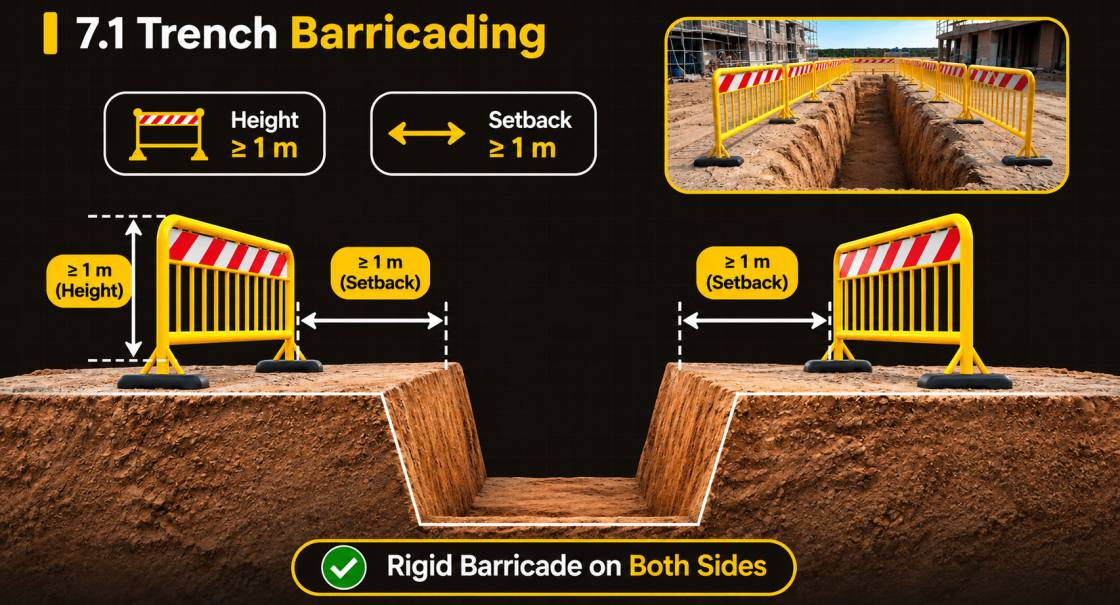 7.1 Trench Barricading
Height
≥ 1 m
Setback
≥ 1 m
≥ 1 m
(Height)
≥ 1 m
(Setback)
≥ 1 m
(Setback)
Rigid Barricade on Both Sides